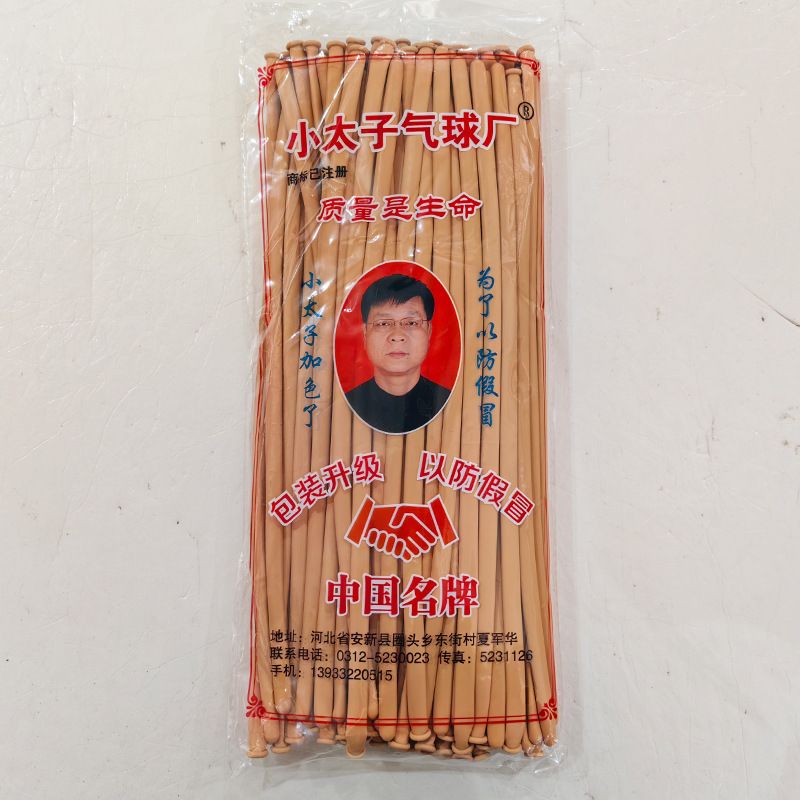 小太子气球厂®
商标已注册
质量是生命
为了以防假冒
小太子加色了
包装升级 以防假冒
中国名牌
地址：河北省安新县圈头乡东街村夏军华
联系电话：0312-5230023 传真：5231126
手机：13933220515